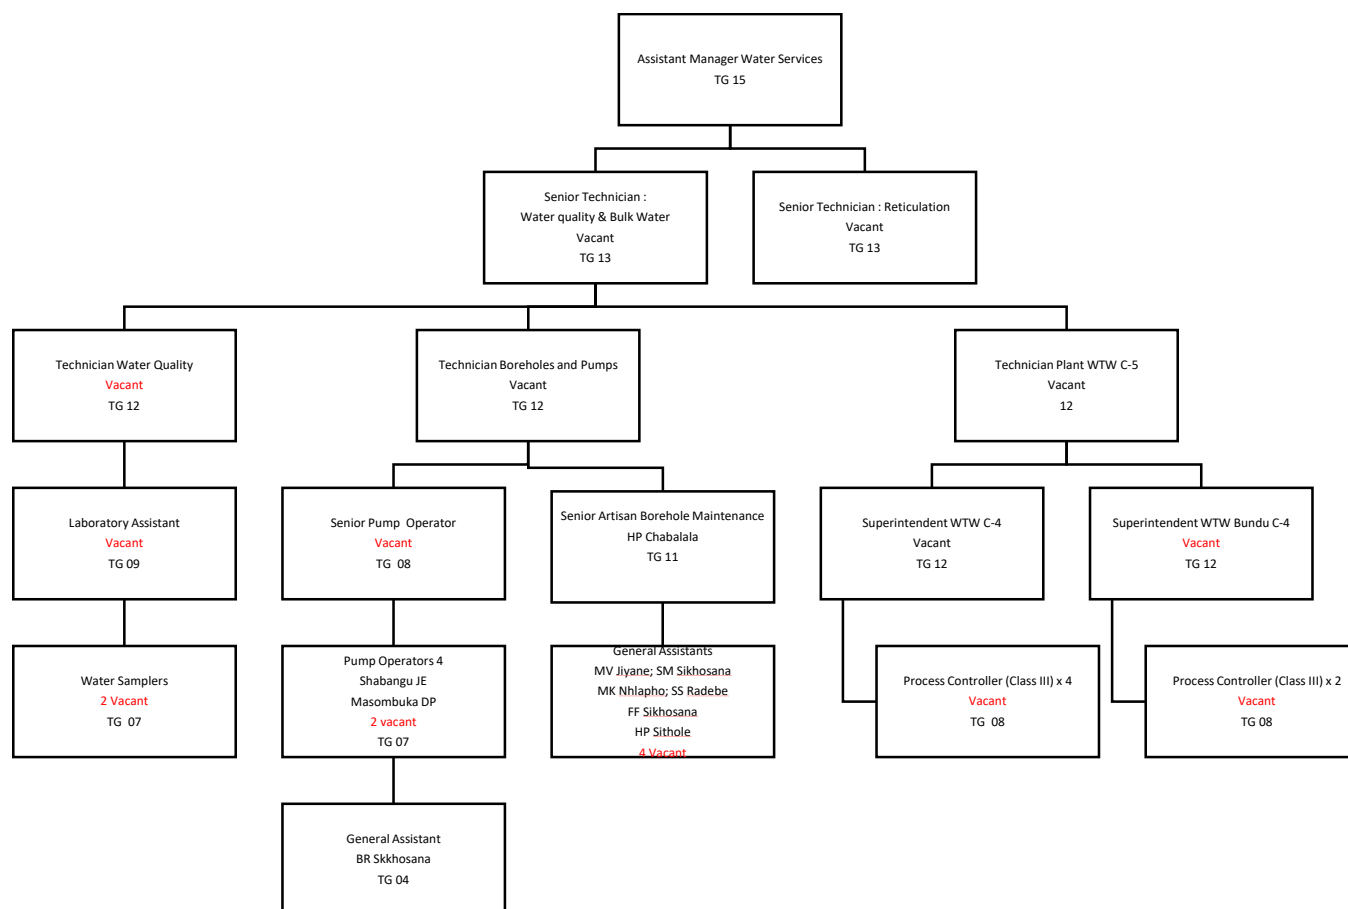 Assistant Manager Water Services
TG 15
Senior Technician :
Water quality & Bulk Water
Vacant
TG 13
Senior Technician : Reticulation
Vacant
TG 13
Technician Water Quality
Vacant
TG 12
Technician Boreholes and Pumps
Vacant
TG 12
Technician Plant WTW C-5
Vacant
12
Laboratory Assistant
Vacant
TG 09
Senior Pump Operator
Vacant
TG 08
Senior Artisan Borehole Maintenance
HP Chabalala
TG 11
Superintendent WTW C-4
Vacant
TG 12
Superintendent WTW Bundu C-4
Vacant
TG 12
Water Samplers
2 Vacant
TG 07
Pump Operators 4
Shabangu JE
Masombuka DP
2 vacant
TG 07
General Assistants
MV Jiyane; SM Sikhosana
MK Nhlapho; SS Radebe
FF Sikhosana
HP Sithole
4 Vacant
Process Controller (Class III) x 4
Vacant
TG 08
Process Controller (Class III) x 2
Vacant
TG 08
General Assistant
BR Skkhosana
TG 04